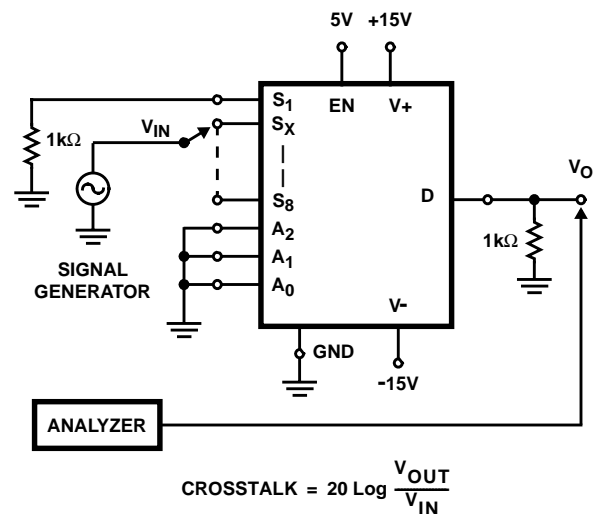 5V +15V
S1
EN V+
1kΩ
VIN
SX
S8
D
VO
A2
A1
A0
1kΩ
SIGNAL
GENERATOR
V-
GND
-15V
ANALYZER
CROSSTALK = 20 Log VOUT
VIN